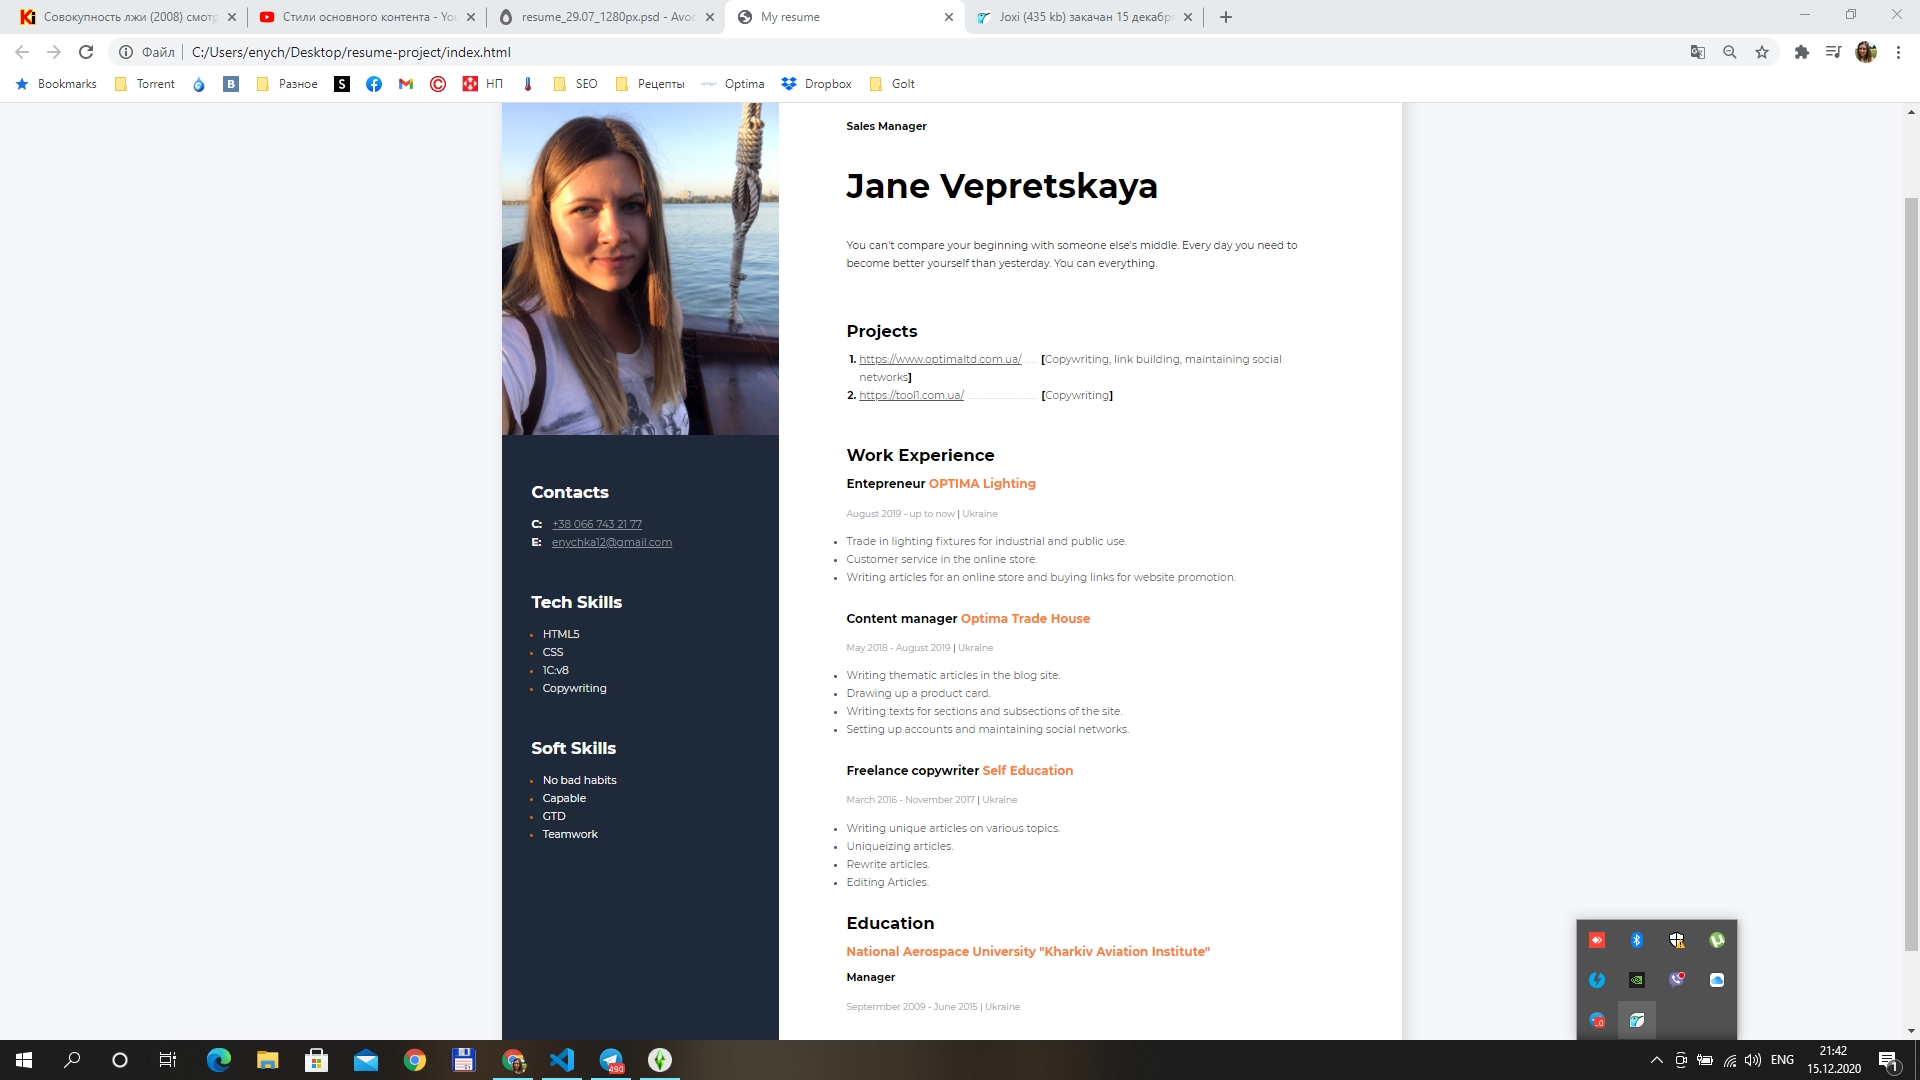 Совокупность лжи (2008) смотр
Стили основного контента - You
resume_29.07_1280px.psd - Avoc
My resume
Joxi (435 kb) закачан 15 декабр
Файл
C:/Users/enych/Desktop/resume-project/index.html
Bookmarks
Torrent
Разное
НП
SEO
Рецепты
Optima
Dropbox
Golt
Sales Manager
Jane Vepretskaya
You can't compare your beginning with someone else's middle. Every day you need to
become better yourself than yesterday. You can everything.
Projects
1. https://www.optimaltd.com.ua/ [Copywriting, link building, maintaining social
networks]
2. https://tool1.com.ua/ [Copywriting]
Work Experience
Entepreneur OPTIMA Lighting
August 2019 - up to now | Ukraine
Trade in lighting fixtures for industrial and public use.
Customer service in the online store.
Writing articles for an online store and buying links for website promotion.
Content manager Optima Trade House
May 2018 - August 2019 | Ukraine
Writing thematic articles in the blog site.
Drawing up a product card.
Writing texts for sections and subsections of the site.
Setting up accounts and maintaining social networks.
Freelance copywriter Self Education
March 2016 - November 2017 | Ukraine
Writing unique articles on various topics.
Uniqueizing articles.
Rewrite articles.
Editing Articles.
Education
National Aerospace University "Kharkiv Aviation Institute"
Manager
Septermber 2009 - June 2015 | Ukraine
Contacts
C: +38 066 743 21 77
E: enychka12@gmail.com
Tech Skills
HTML5
CSS
1C:v8
Copywriting
Soft Skills
No bad habits
Capable
GTD
Teamwork
490
ENG
21:42
15.12.2020
1